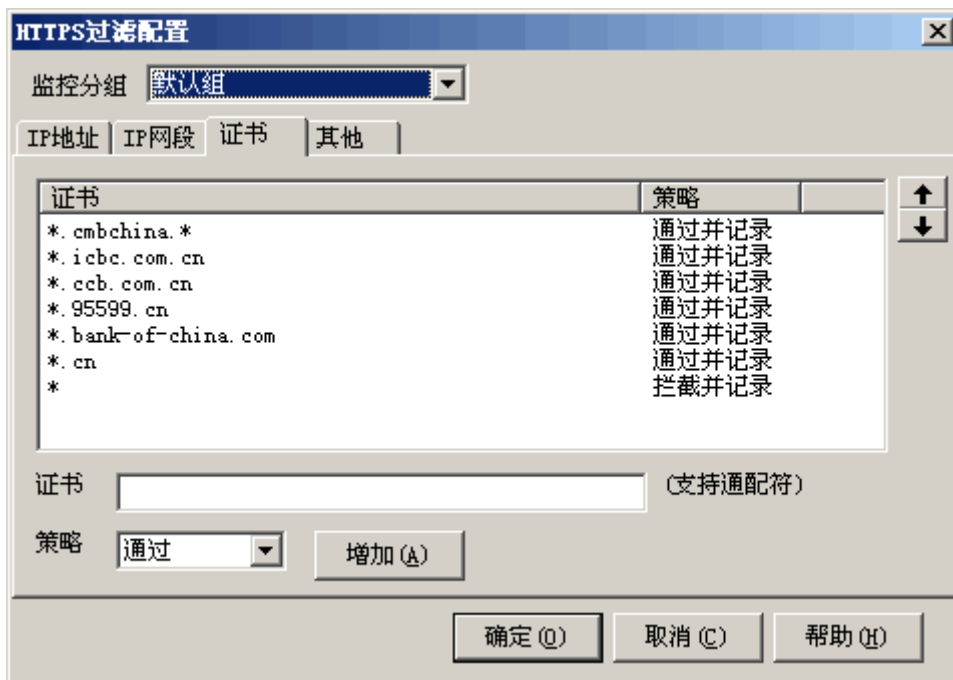 HTTPS过滤配置
监控分组 默认组
IP地址 IP网段 证书 其他
证书 策略
*.cmbchina.* 通过并记录
*.icbc.com.cn 通过并记录
*.ccb.com.cn 通过并记录
*.95599.cn 通过并记录
*.bank-of-china.com 通过并记录
*.cn 通过并记录
* 拦截并记录
证书 (支持通配符)
策略 通过 增加(A)
确定(O) 取消(C) 帮助(H)